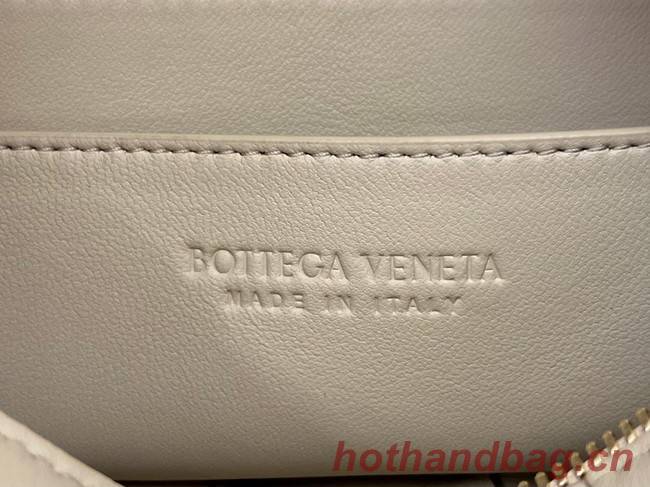 BOTTEGA VENETA
MADE IN ITALY
hothandbag.cn